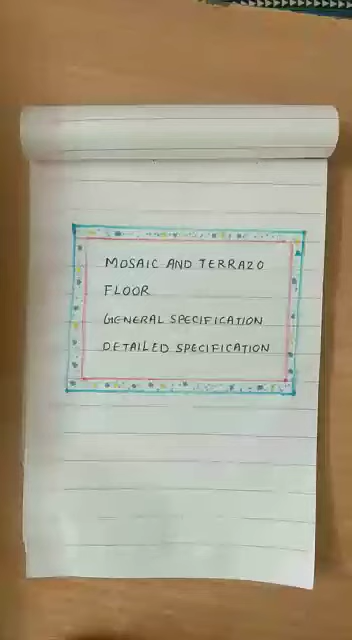 MOSAIC AND TERRAZO
FLOOR
GENERAL SPECIFICATION
DETAILED SPECIFICATION